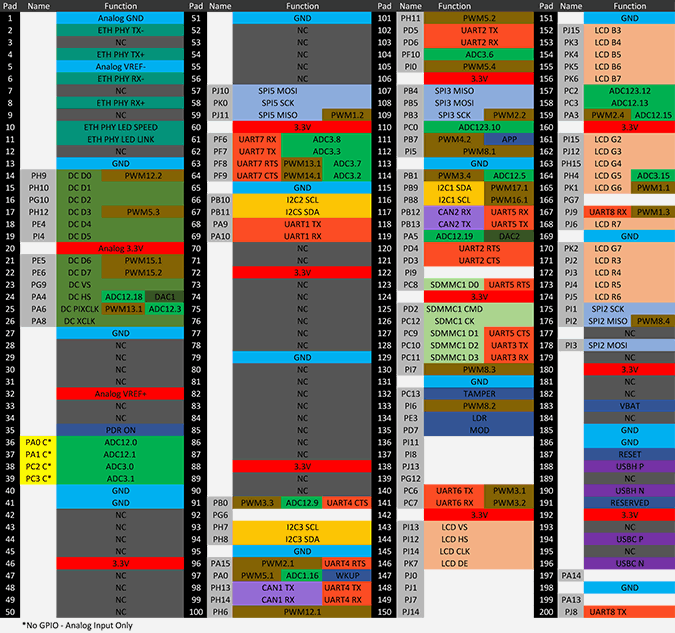 Pad Name Function
1 Analog GND
2 ETH PHY TX-
3 NC
4 ETH PHY TX+
5 Analog VREF-
6 ETH PHY RX-
7 NC
8 ETH PHY RX+
9 NC
10 ETH PHY LED SPEED
11 ETH PHY LED LINK
12 NC
13 GND
14 PH9 DC D0 PWM12.2
15 PH10 DC D1
16 PG10 DC D2
17 PH12 DC D3 PWM5.3
18 PE4 DC D4
19 PI4 DC D5
20 Analog 3.3V
21 PE5 DC D6 PWM15.1
22 PE6 DC D7 PWM15.2
23 PG9 DC VS
24 PA4 DC HS ADC12.18 DAC1
25 PA6 DC PIXCLK PWM13.1 ADC12.3
26 PA8 DC XCLK
27 GND
28 NC
29 NC
30 NC
31 NC
32 Analog VREF+
33 NC
34 NC
35 PDR ON
36 PA0 C* ADC12.0
37 PA1 C* ADC12.1
38 PC2 C* ADC3.0
39 PC3 C* ADC3.1
40 GND
41 GND
42 NC
43 NC
44 NC
45 NC
46 3.3V
47 NC
48 NC
49 NC
50 NC
Pad Name Function
51 GND
52 NC
53 NC
54 NC
55 NC
56 NC
57 PJ10 SPI5 MOSI
58 PK0 SPI5 SCK
59 PJ11 SPI5 MISO PWM1.2
60 3.3V
61 PF6 UART7 RX ADC3.8
62 PF7 UART7 TX ADC3.3
63 PF8 UART7 RTS PWM13.1 ADC3.7
64 PF9 UART7 CTS PWM14.1 ADC3.2
65 GND
66 PB10 I2C2 SCL
67 PB11 I2C2 SDA
68 PA9 UART1 TX
69 PA10 UART1 RX
70 NC
71 NC
72 3.3V
73 NC
74 NC
75 NC
76 NC
77 NC
78 NC
79 GND
80 NC
81 NC
82 NC
83 NC
84 NC
85 NC
86 NC
87 NC
88 3.3V
89 NC
90 NC
91 PB0 PWM3.3 ADC12.9 UART4 CTS
92 PG6
93 PH7 I2C3 SCL
94 PH8 I2C3 SDA
95 GND
96 PA15 PWM2.1 UART4 RTS
97 PA0 PWM5.1 ADC1.16 WKUP
98 PH13 CAN1 TX UART4 TX
99 PH14 CAN1 RX UART4 RX
100 PH6 PWM12.1
Pad Name Function
101 PH11 PWM5.2
102 PD5 UART2 TX
103 PD6 UART2 RX
104 PF10 ADC3.6
105 PI0 PWM5.4
106 3.3V
107 PB4 SPI3 MISO
108 PB5 SPI3 MOSI
109 PB3 SPI3 SCK PWM2.2
110 PC0 ADC123.10
111 PB7 PWM4.2 APP
112 PI5 PWM8.1
113 GND
114 PB1 PWM3.4 ADC12.5
115 PB9 I2C1 SDA PWM17.1
116 PB8 I2C1 SCL PWM16.1
117 PB12 CAN2 RX UART5 RX
118 PB13 CAN2 TX UART5 TX
119 PA5 ADC12.19 DAC2
120 PD4 UART2 RTS
121 PD3 UART2 CTS
122 PI9
123 PC8 SDMMC1 D0 UART5 RTS
124 3.3V
125 PD2 SDMMC1 CMD
126 PC12 SDMMC1 CK
127 PC9 SDMMC1 D1 UART5 CTS
128 PC10 SDMMC1 D2 UART3 TX
129 PC11 SDMMC1 D3 UART3 RX
130 PI7 PWM8.3
131 GND
132 PC13 TAMPER
133 PI6 PWM8.2
134 PE3 LDR
135 PD7 MOD
136 PI11
137 PI8
138 PJ13
139 PG12
140 PC6 UART6 TX PWM3.1
141 PC7 UART6 RX PWM3.2
142 3.3V
143 PI13 LCD VS
144 PI12 LCD HS
145 PI14 LCD CLK
146 PK7 LCD DE
147 PJ0
148 PJ1
149 PJ7
150 PJ14
Pad Name Function
151 GND
152 PJ15 LCD B3
154 PK4 LCD B4
155 PK5 LCD B5
156 PK6 LCD B6
157 PK3 LCD B7
162 PC2 ADC123.12
158 PC3 ADC12.13
159 PA3 PWM2.4 ADC12.15
160 3.3V
161 PI15 LCD G2
162 PJ12 LCD G3
163 PH15 LCD G4
164 PH4 LCD G5 ADC3.15
165 PK1 LCD G6 PWM1.1
166 PG7
167 PJ9 UART8 RX PWM1.3
168 PJ6 LCD R7
169 GND
170 PK2 LCD G7
172 PJ2 LCD R3
173 PJ3 LCD R4
173 PJ4 LCD R5
174 PJ5 LCD R6
175 PI1 SPI2 SCK
176 PI2 SPI2 MISO PWM8.4
177 NC
178 PI3 SPI2 MOSI
179 NC
180 3.3V
181 NC
182 NC
183 VBAT
184 NC
185 GND
186 GND
187 RESET
188 USBH P
189 NC
190 USBH N
191 RESERVED
192 3.3V
193 NC
194 USBC P
195 NC
196 USBC N
197 PA14
198 GND
199 PA13
200 PJ8 UART8 TX
*No GPIO - Analog Input Only